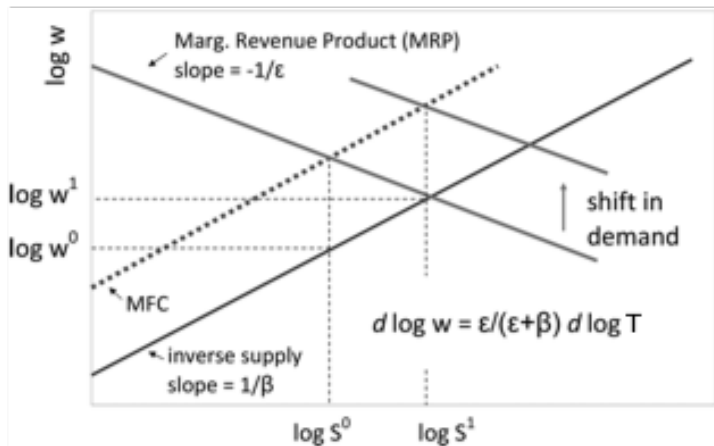 log w
Marg. Revenue Product (MRP)
slope = -1/ε
log w¹
log w⁰
shift in
demand
MFC
d log w = ε/(ε+β) d log T
inverse supply
slope = 1/β
log S⁰
log S¹